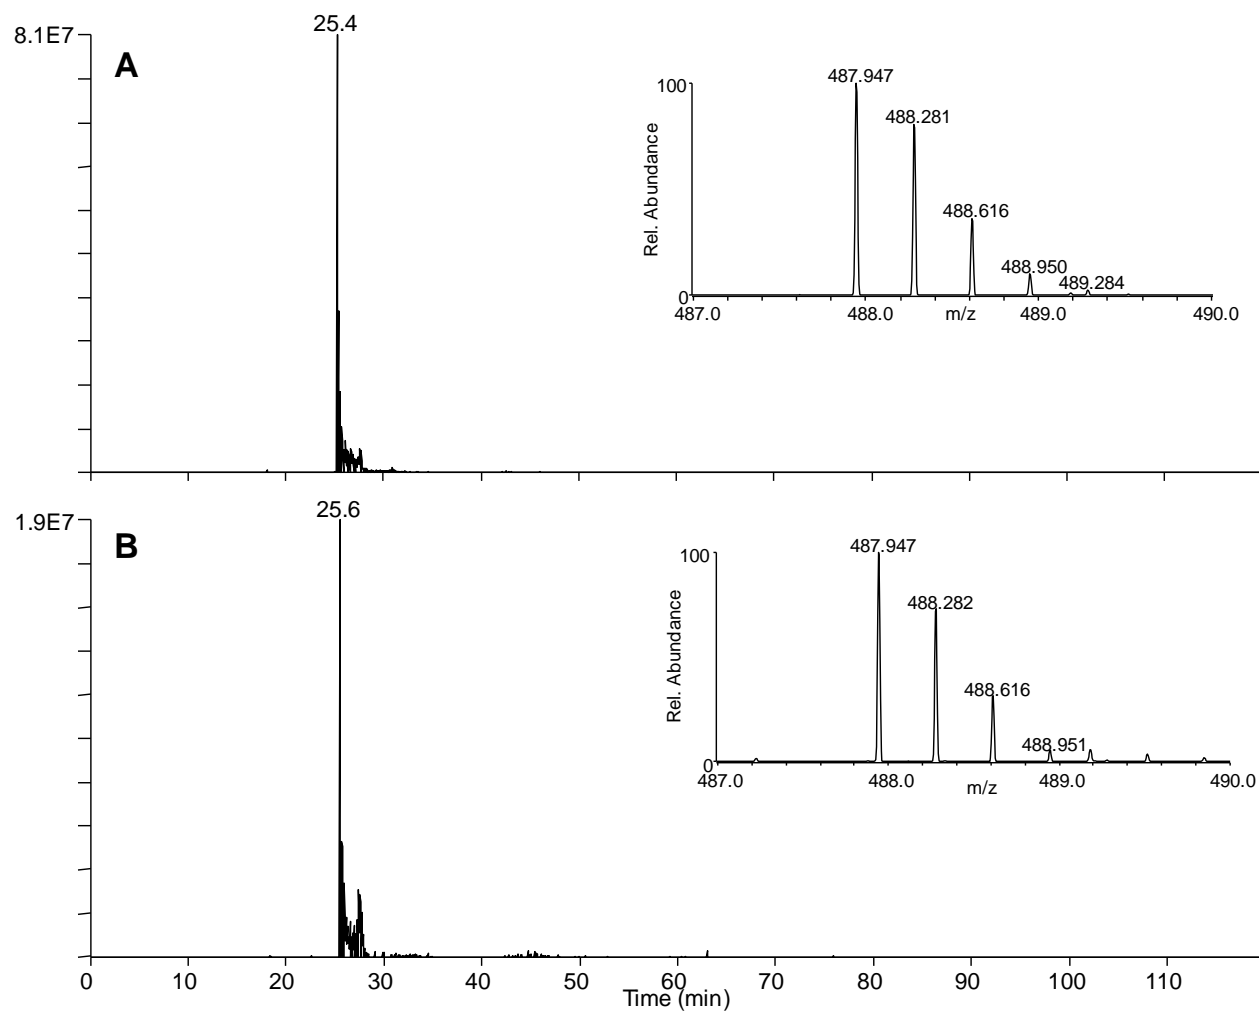 25.4
8.1E7
A
487.947
100
488.281
Rel. Abundance
488.616
488.950
489.284
0
487.0 488.0 m/z 489.0 490.0
25.6
1.9E7
B
487.947
100
488.282
Rel. Abundance
488.616
488.951
0
487.0 488.0 m/z 489.0 490.0
0 10 20 30 40 50 60 70 80 90 100 110
Time (min)